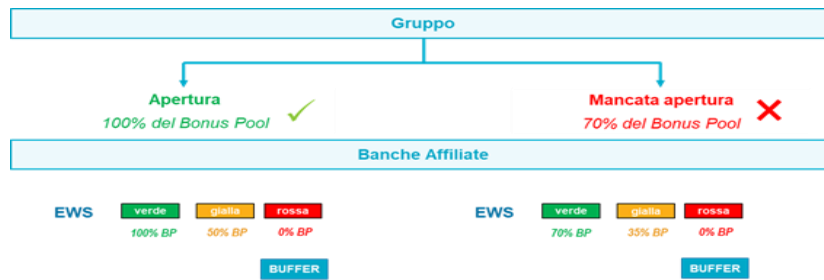 Gruppo
Apertura
100% del Bonus Pool
Mancata apertura
70% del Bonus Pool
Banche Affiliate
EWS verde gialla rossa
100% BP 50% BP 0% BP
BUFFER
EWS verde gialla rossa
70% BP 35% BP 0% BP
BUFFER